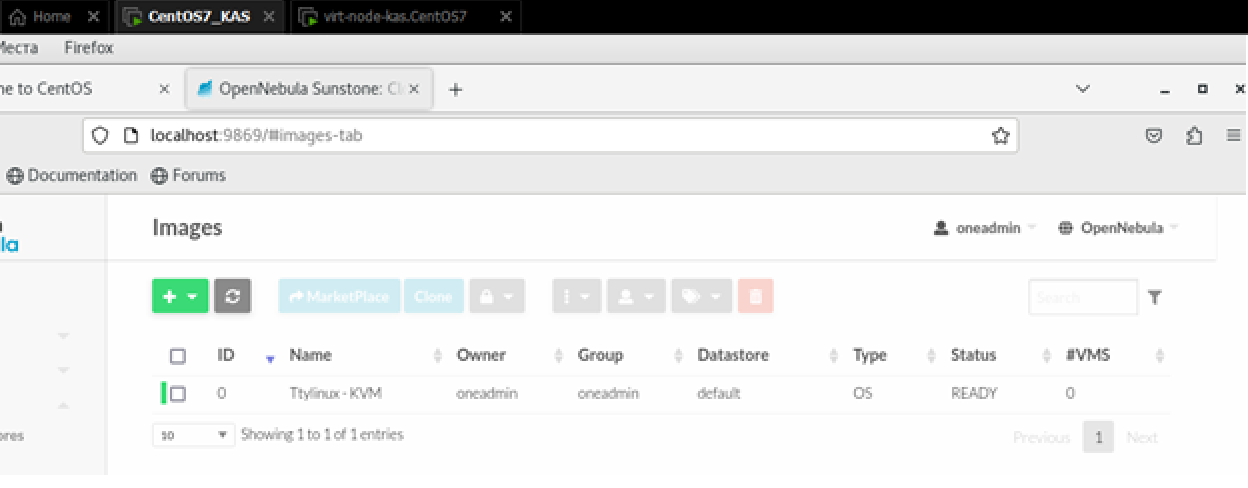 Home CentOS7_KAS virt-node-kas.CentOS7
Места Firefox
ne to CentOS OpenNebula Sunstone: Cl
localhost:9869/#images-tab
Documentation Forums
la
Images oneadmin OpenNebula
MarketPlace Clone Search
ID Name Owner Group Datastore Type Status #VMS
0 Ttylinux - KVM oneadmin oneadmin default OS READY 0
10 Showing 1 to 1 of 1 entries
ores
Previous 1 Next